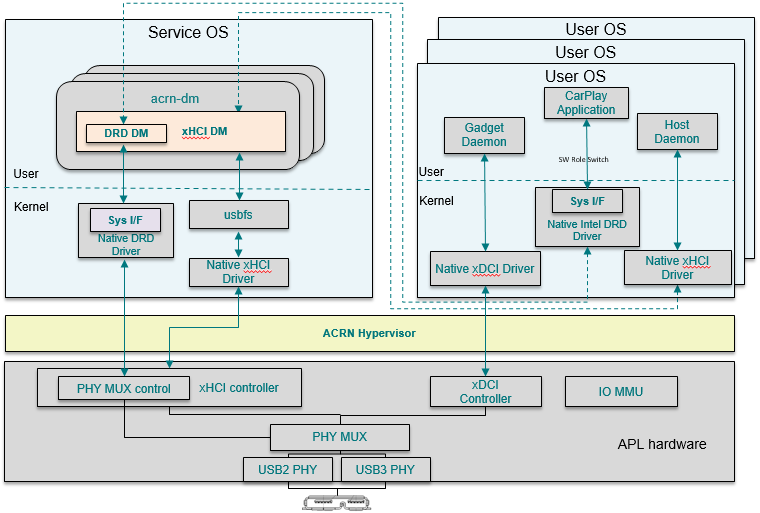 Service OS
acrn-dm
DRD DM
xHCI DM
User
Kernel
Sys I/F
Native DRD
Driver
usbfs
Native xHCI
Driver
User OS
User OS
User OS
CarPlay
Application
Gadget
Daemon
Host
Daemon
SW Role Switch
User
Kernel
Sys I/F
Native Intel DRD
Driver
Native xDCI Driver
Native xHCI
Driver
ACRN Hypervisor
PHY MUX control
xHCI controller
xDCI
Controller
IO MMU
PHY MUX
APL hardware
USB2 PHY
USB3 PHY